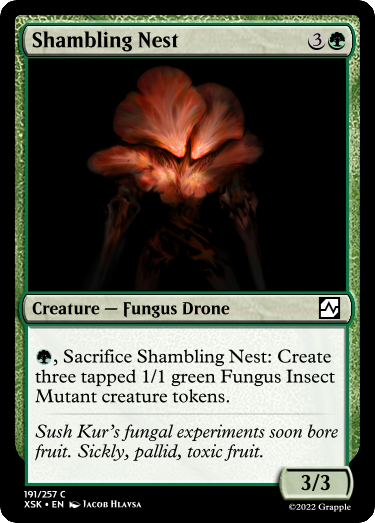 Shambling Nest 3
Creature — Fungus Drone
, Sacrifice Shambling Nest: Create
three tapped 1/1 green Fungus Insect
Mutant creature tokens.
Sush Kur's fungal experiments soon bore
fruit. Sickly, pallid, toxic fruit.
3/3
191/257 C
XSK • EN Jacob Hlavsa
©2022 Grapple